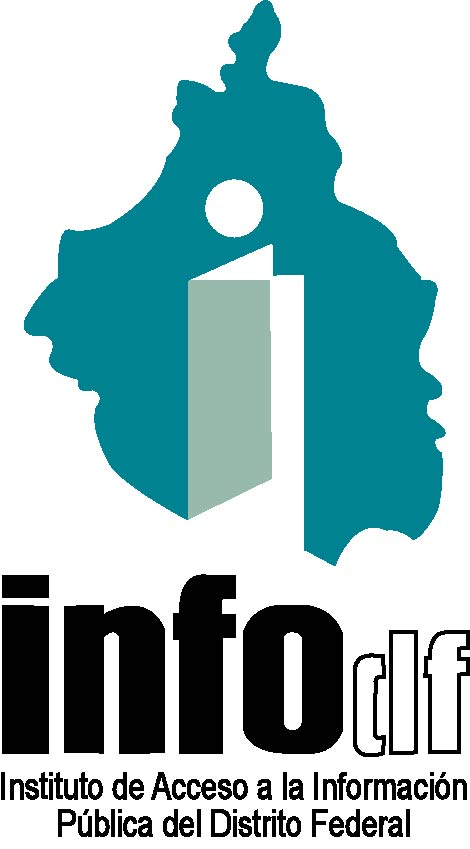 infodf
Instituto de Acceso a la Información
Pública del Distrito Federal